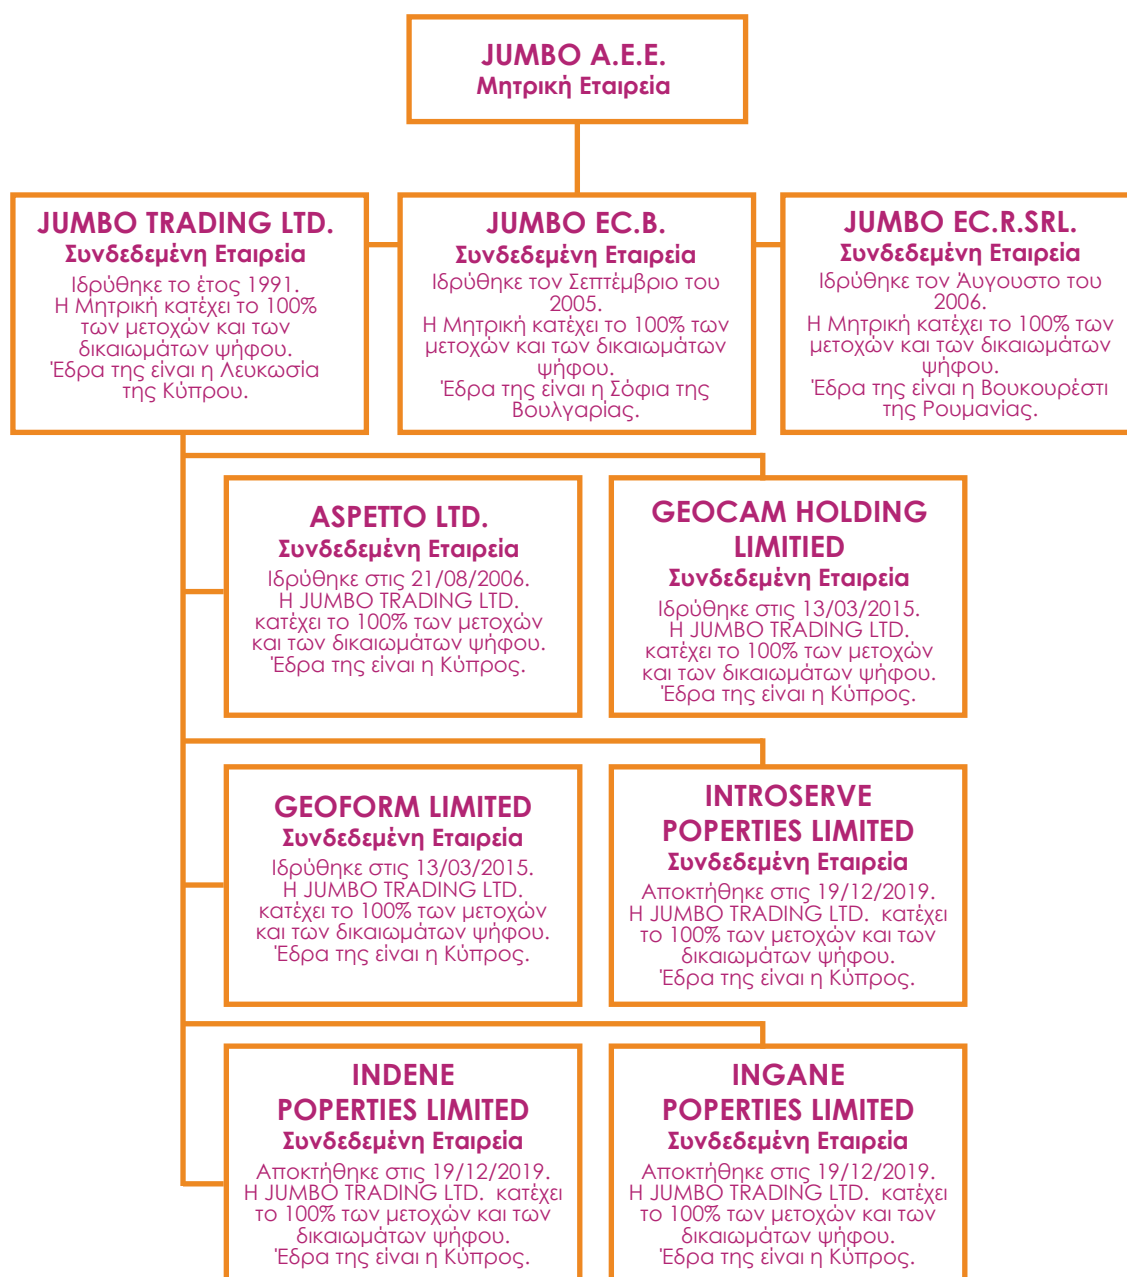 JUMBO A.E.E.
Μητρική Εταιρεία
JUMBO TRADING LTD.
Συνδεδεμένη Εταιρεία
Ιδρύθηκε το έτος 1991.
Η Μητρική κατέχει το 100%
των μετοχών και των
δικαιωμάτων ψήφου.
Έδρα της είναι η Λευκωσία
της Κύπρου.
JUMBO EC.B.
Συνδεδεμένη Εταιρεία
Ιδρύθηκε τον Σεπτέμβριο του
2005.
Η Μητρική κατέχει το 100% των
μετοχών και των δικαιωμάτων
ψήφου.
Έδρα της είναι η Σόφια της
Βουλγαρίας.
JUMBO EC.R.SRL.
Συνδεδεμένη Εταιρεία
Ιδρύθηκε τον Άυγουστο του
2006.
Η Μητρική κατέχει το 100% των
μετοχών και των δικαιωμάτων
ψήφου.
Έδρα της είναι η Βουκουρέστι
της Ρουμανίας.
ASPETTO LTD.
Συνδεδεμένη Εταιρεία
Ιδρύθηκε στις 21/08/2006.
Η JUMBO TRADING LTD.
κατέχει το 100% των μετοχών
και των δικαιωμάτων ψήφου.
Έδρα της είναι η Κύπρος.
GEOCAM HOLDING
LIMITIED
Συνδεδεμένη Εταιρεία
Ιδρύθηκε στις 13/03/2015.
Η JUMBO TRADING LTD.
κατέχει το 100% των μετοχών
και των δικαιωμάτων ψήφου.
Έδρα της είναι η Κύπρος.
GEOFORM LIMITED
Συνδεδεμένη Εταιρεία
Ιδρύθηκε στις 13/03/2015.
Η JUMBO TRADING LTD.
κατέχει το 100% των μετοχών
και των δικαιωμάτων ψήφου.
Έδρα της είναι η Κύπρος.
INTROSERVE
POPERTIES LIMITED
Συνδεδεμένη Εταιρεία
Αποκτήθηκε στις 19/12/2019.
Η JUMBO TRADING LTD. κατέχει
το 100% των μετοχών και των
δικαιωμάτων ψήφου.
Έδρα της είναι η Κύπρος.
INDENE
POPERTIES LIMITED
Συνδεδεμένη Εταιρεία
Αποκτήθηκε στις 19/12/2019.
Η JUMBO TRADING LTD. κατέχει
το 100% των μετοχών και των
δικαιωμάτων ψήφου.
Έδρα της είναι η Κύπρος.
INGANE
POPERTIES LIMITED
Συνδεδεμένη Εταιρεία
Αποκτήθηκε στις 19/12/2019.
Η JUMBO TRADING LTD. κατέχει
το 100% των μετοχών και των
δικαιωμάτων ψήφου.
Έδρα της είναι η Κύπρος.